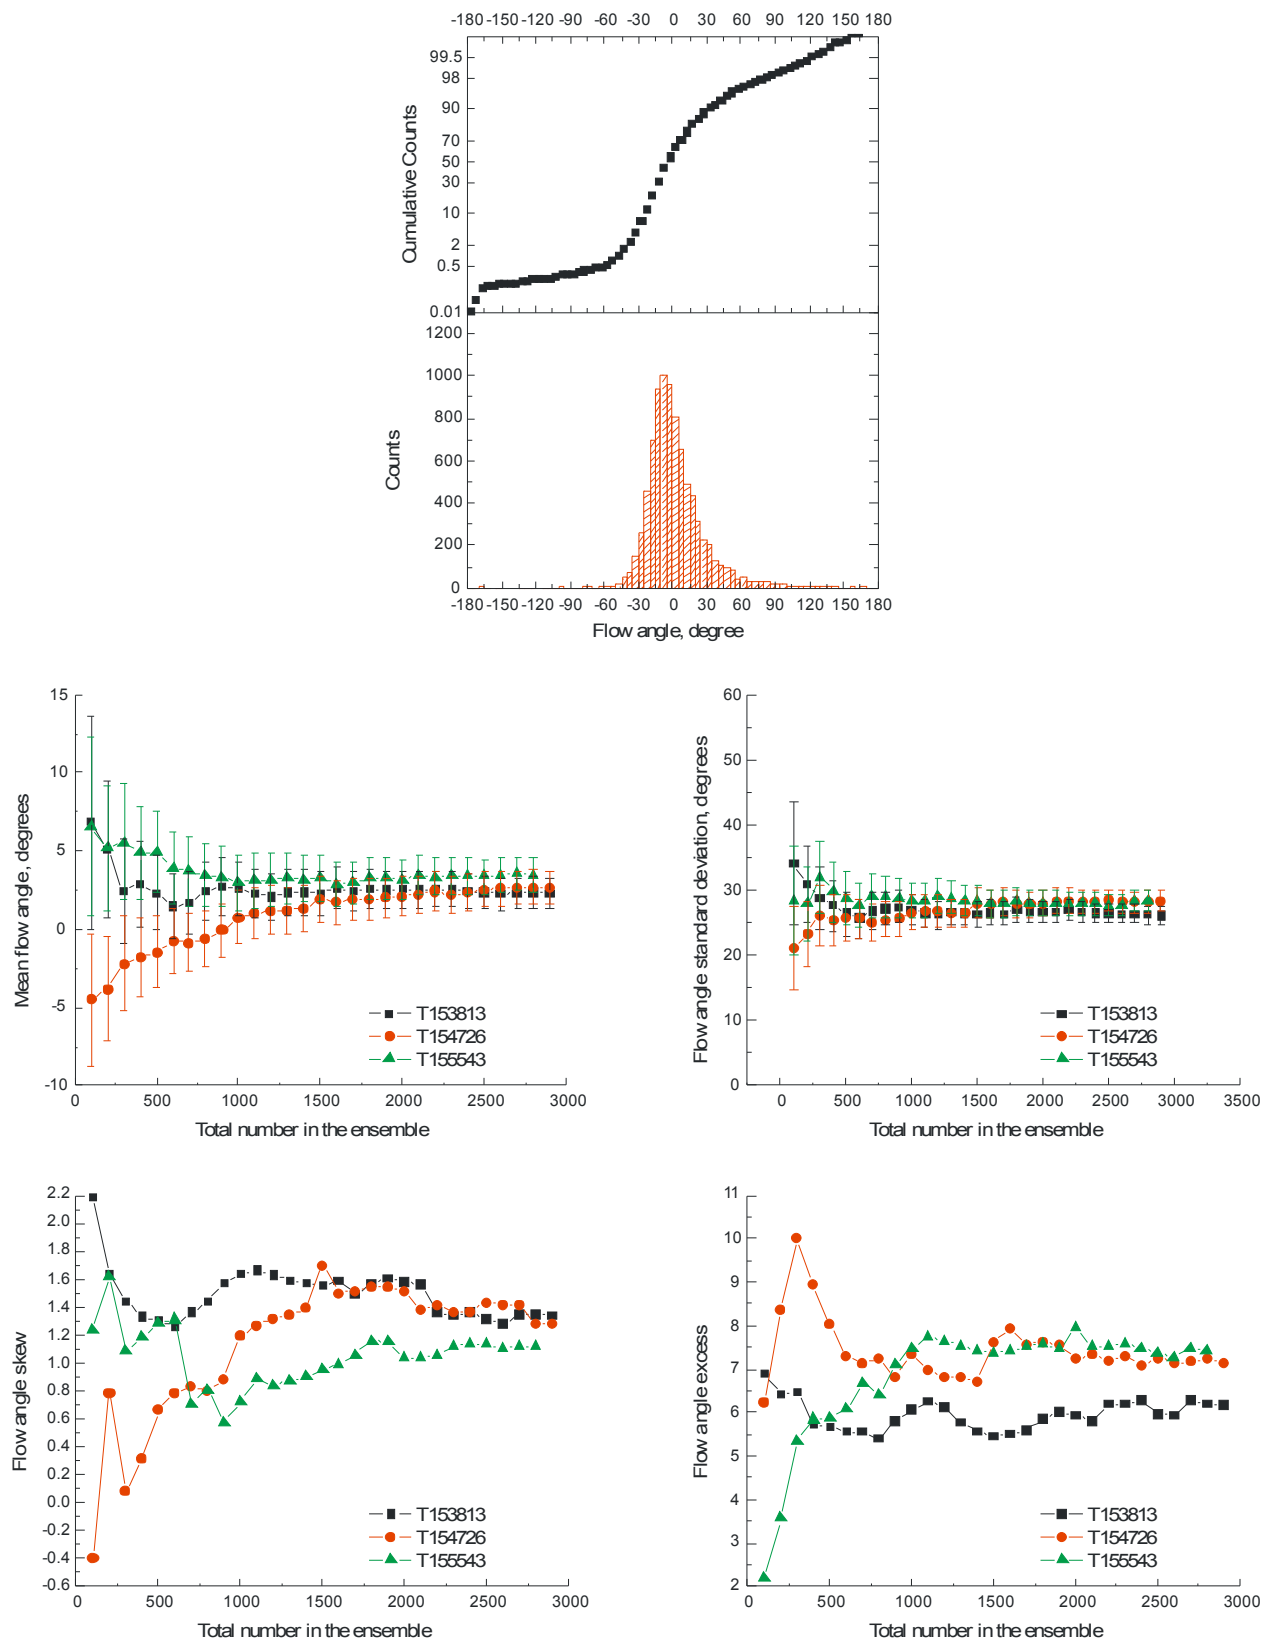 -180 -150 -120 -90 -60 -30 0 30 60 90 120 150 180
99.5
98
90
70
50
30
10
2
0.5
0.01
Cumulative Counts
1200
1000
800
600
400
200
0
Counts
-180 -150 -120 -90 -60 -30 0 30 60 90 120 150 180
Flow angle, degree
15
10
5
0
-5
-10
Mean flow angle, degrees
T153813
T154726
T155543
0 500 1000 1500 2000 2500 3000
Total number in the ensemble
60
50
40
30
20
10
0
Flow angle standard deviation, degrees
T153813
T154726
T155543
0 500 1000 1500 2000 2500 3000 3500
Total number in the ensemble
2.2
2.0
1.8
1.6
1.4
1.2
1.0
0.8
0.6
0.4
0.2
0.0
-0.2
-0.4
-0.6
Flow angle skew
T153813
T154726
T155543
0 500 1000 1500 2000 2500 3000
Total number in the ensemble
11
10
9
8
7
6
5
4
3
2
Flow angle excess
T153813
T154726
T155543
0 500 1000 1500 2000 2500 3000
Total number in the ensemble